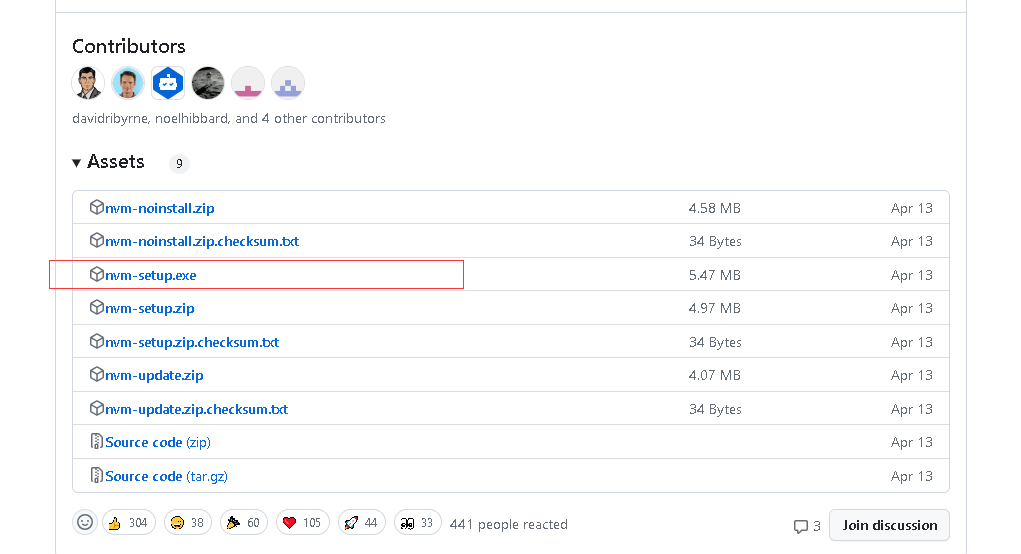 Contributors
davidribyrne, noelhibbard, and 4 other contributors
Assets 9
nvm-noinstall.zip 4.58 MB Apr 13
nvm-noinstall.zip.checksum.txt 34 Bytes Apr 13
nvm-setup.exe 5.47 MB Apr 13
nvm-setup.zip 4.97 MB Apr 13
nvm-setup.zip.checksum.txt 34 Bytes Apr 13
nvm-update.zip 4.07 MB Apr 13
nvm-update.zip.checksum.txt 34 Bytes Apr 13
Source code (zip) Apr 13
Source code (tar.gz) Apr 13
304 38 60 105 44 33 441 people reacted 3 Join discussion